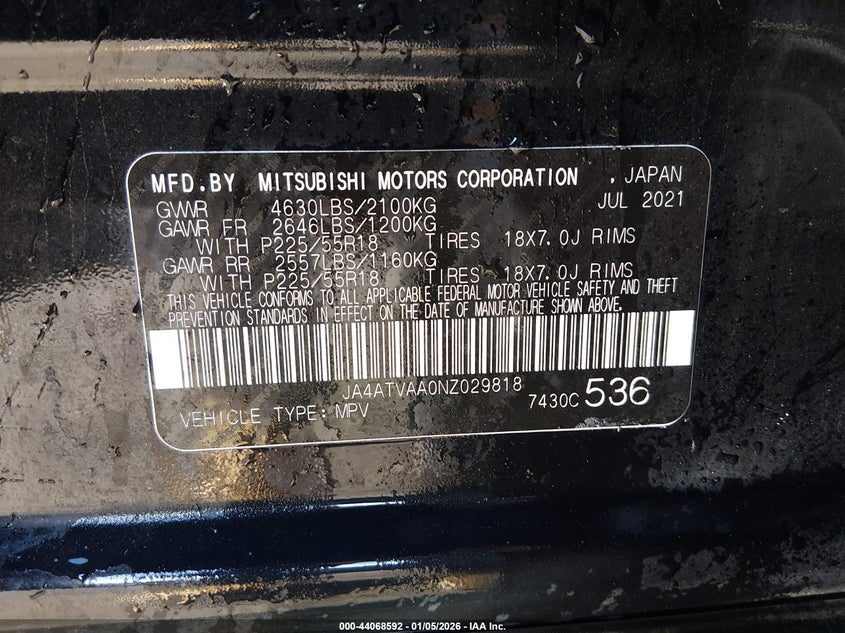 MFD.BY MITSUBISHI MOTORS CORPORATION , JAPAN
GVWR 4630LBS/2100KG JUL 2021
GAWR FR 2646LBS/1200KG
WITH P225/55R18 TIRES 18X7.0J RIMS
GAWR RR 2557LBS/1160KG
WITH P225/55R18 TIRES 18X7.0J RIMS
THIS VEHICLE CONFORMS TO ALL APPLICABLE FEDERAL MOTOR VEHICLE SAFETY AND THEFT
PREVENTION STANDARDS IN EFFECT ON THE DATE OF MANUFACTURE SHOWN ABOVE.
JA4ATVAA0NZ029818
VEHICLE TYPE: MPV 7430C 536
000-44068592 - 01/05/2026 - IAA Inc.